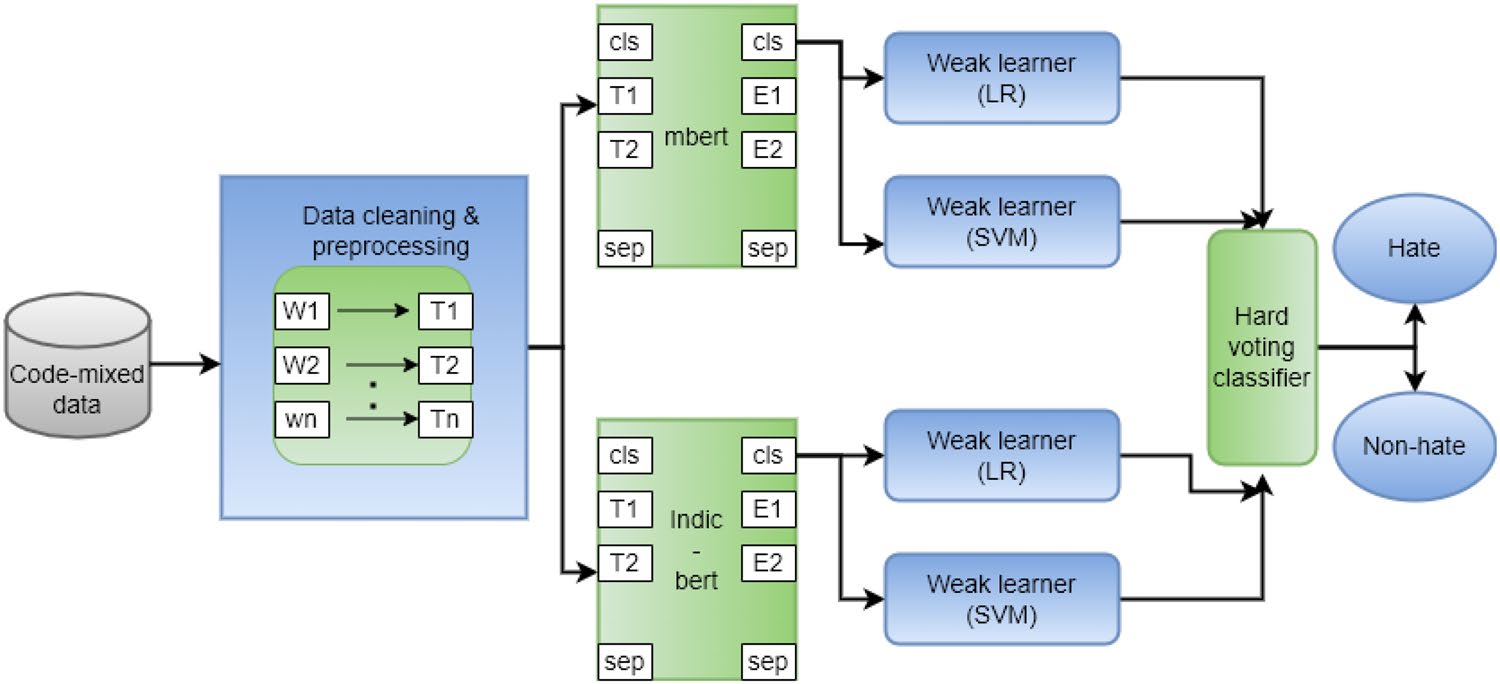 Code-mixed
data
Data cleaning &
preprocessing
W1
T1
W2
T2
wn
Tn
cls
cls
T1
E1
mbert
T2
E2
sep
sep
cls
cls
T1
E1
Indic
-
bert
T2
E2
sep
sep
Weak learner
(LR)
Weak learner
(SVM)
Weak learner
(LR)
Weak learner
(SVM)
Hard
voting
classifier
Hate
Non-hate